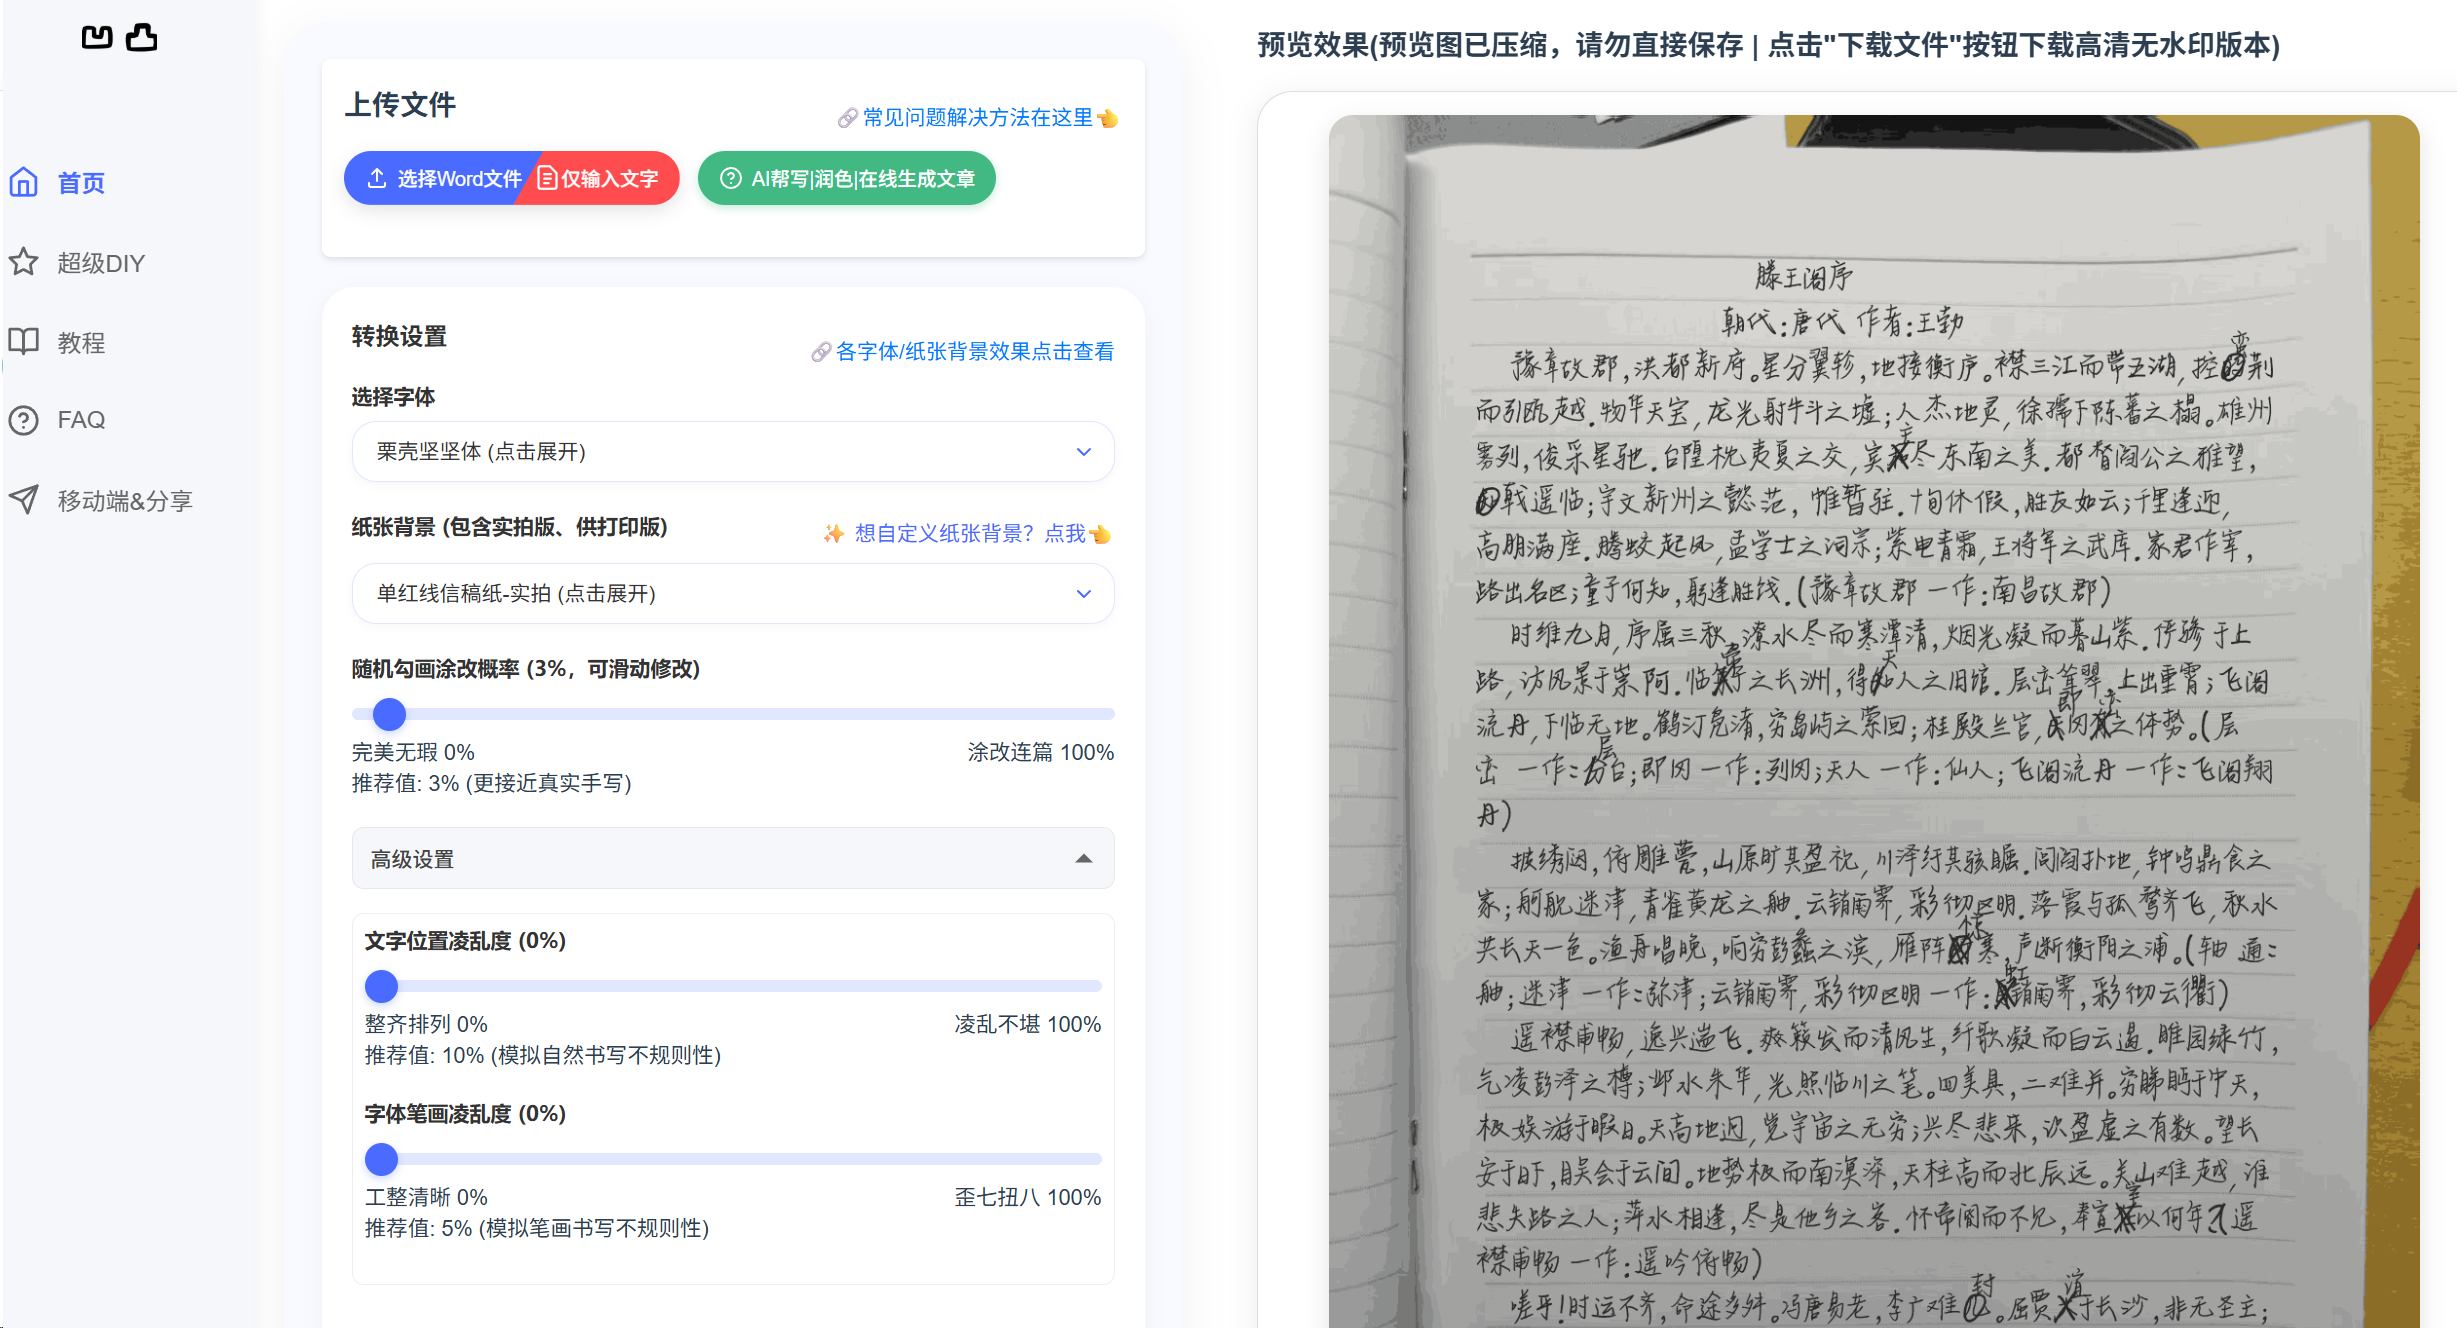 凹凸
首页
超级DIY
教程
FAQ
移动端&分享
上传文件
常见问题解决方法在这里
选择Word文件
仅输入文字
AI帮写|润色|在线生成文章
转换设置
各字体/纸张背景效果点击查看
选择字体
栗壳坚坚体 (点击展开)
纸张背景 (包含实拍版、供打印版)
想自定义纸张背景？点我
单红线信稿纸-实拍 (点击展开)
随机勾画涂改概率 (3%，可滑动修改)
完美无瑕 0%
涂改连篇 100%
推荐值: 3% (更接近真实手写)
高级设置
文字位置凌乱度 (0%)
整齐排列 0%
凌乱不堪 100%
推荐值: 10% (模拟自然书写不规则性)
字体笔画凌乱度 (0%)
工整清晰 0%
歪七扭八 100%
推荐值: 5% (模拟笔画书写不规则性)
预览效果(预览图已压缩，请勿直接保存 | 点击"下载文件"按钮下载高清无水印版本)
滕王阁序
朝代：唐代 作者：王勃
豫章故郡，洪都新府。星分翼轸，地接衡庐。襟三江而带五湖，控蛮荆
而引瓯越。物华天宝，龙光射牛斗之墟；人杰地灵，徐孺下陈蕃之榻。雄州
雾列，俊采星驰。台隍枕夷夏之交，宾主尽东南之美。都督阎公之雅望，
戟遥临；宇文新州之懿范，帷暂驻。十旬休假，胜友如云；千里逢迎，
高朋满座。腾蛟起凤，孟学士之词宗；紫电青霜，王将军之武库。家君作宰，
路出名区；童子何知，躬逢胜饯。(豫章故郡 一作：南昌故郡)
时维九月，序属三秋。潦水尽而寒潭清，烟光凝而暮山紫。俨骖于上
路，访风景于崇阿。临帝子之长洲，得天人之旧馆。层峦耸翠，上出重霄；飞阁
流丹，下临无地。鹤汀凫渚，穷岛屿之萦回；桂殿兰宫，即冈峦之体势。(层
峦 一作：层台；即冈 一作：列冈；天人 一作：仙人；飞阁流丹 一作：飞阁翔
丹)
披绣闼，俯雕甍，山原旷其盈视，川泽纡其骇瞩。闾阎扑地，钟鸣鼎食之
家；舸舰迷津，青雀黄龙之舳。云销雨霁，彩彻区明。落霞与孤鹜齐飞，秋水
共长天一色。渔舟唱晚，响穷彭蠡之滨，雁阵惊寒，声断衡阳之浦。(轴 通：
舳；迷津 一作：弥津；云销雨霁，彩彻区明 一作：虹销雨霁，彩彻云衢)
遥襟甫畅，逸兴遄飞。爽籁发而清风生，纤歌凝而白云遏。睢园绿竹，
气凌彭泽之樽；邺水朱华，光照临川之笔。四美具，二难并。穷睇眄于中天，
极娱游于暇日。天高地迥，觉宇宙之无穷；兴尽悲来，识盈虚之有数。望长
安于日下，目吴会于云间。地势极而南溟深，天柱高而北辰远。关山难越，谁
悲失路之人；萍水相逢，尽是他乡之客。怀帝阍而不见，奉宣室以何年？(遥
襟甫畅 一作：遥吟俯畅)
嗟乎！时运不齐，命途多舛。冯唐易老，李广难封。屈贾谊于长沙，非无圣主；